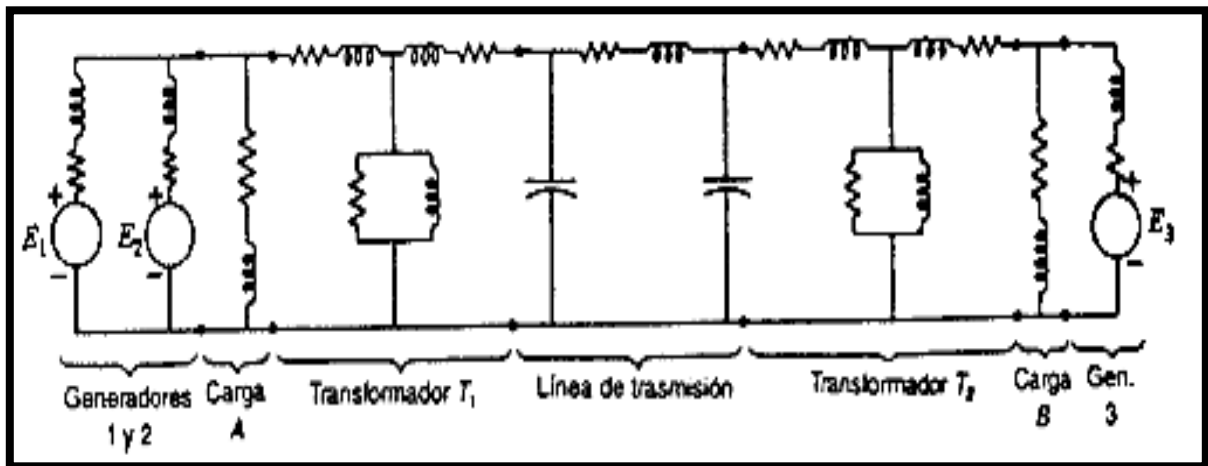 + + +
E1 E2 E3
- - -
Generadores 1 y 2
Carga A
Transformador T1
Línea de trasmisión
Transformador T2
Carga B
Gen. 3